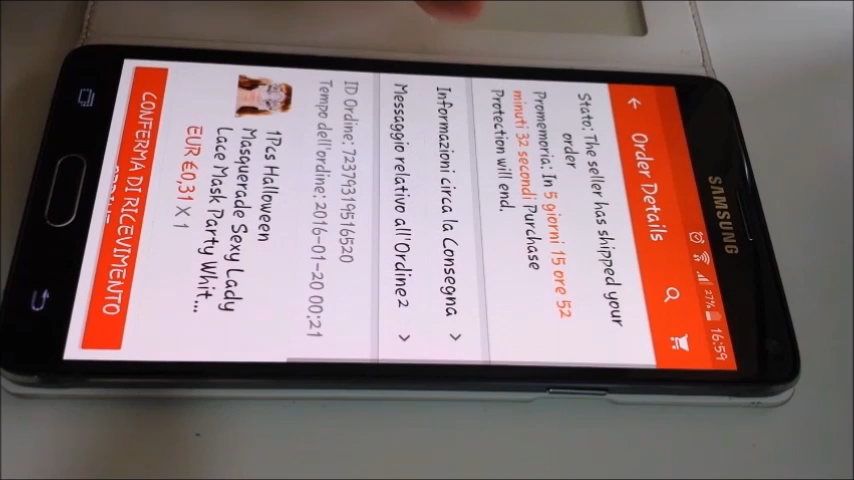 SAMSUNG
27% 16:59
Order Details
Stato: The seller has shipped your
order
Promemoria: In 5 giorni 15 ore 52
minuti 32 secondi Purchase
Protection will end.
Informazioni circa la Consegna
Messaggio relativo all'Ordine2
ID Ordine: 72379319516520
Tempo dell'ordine: 2016-01-20 00:21
1Pcs Halloween
Masquerade Sexy Lady
Lace Mask Party Whit...
EUR €0,31 X 1
CONFERMA DI RICEVIMENTO